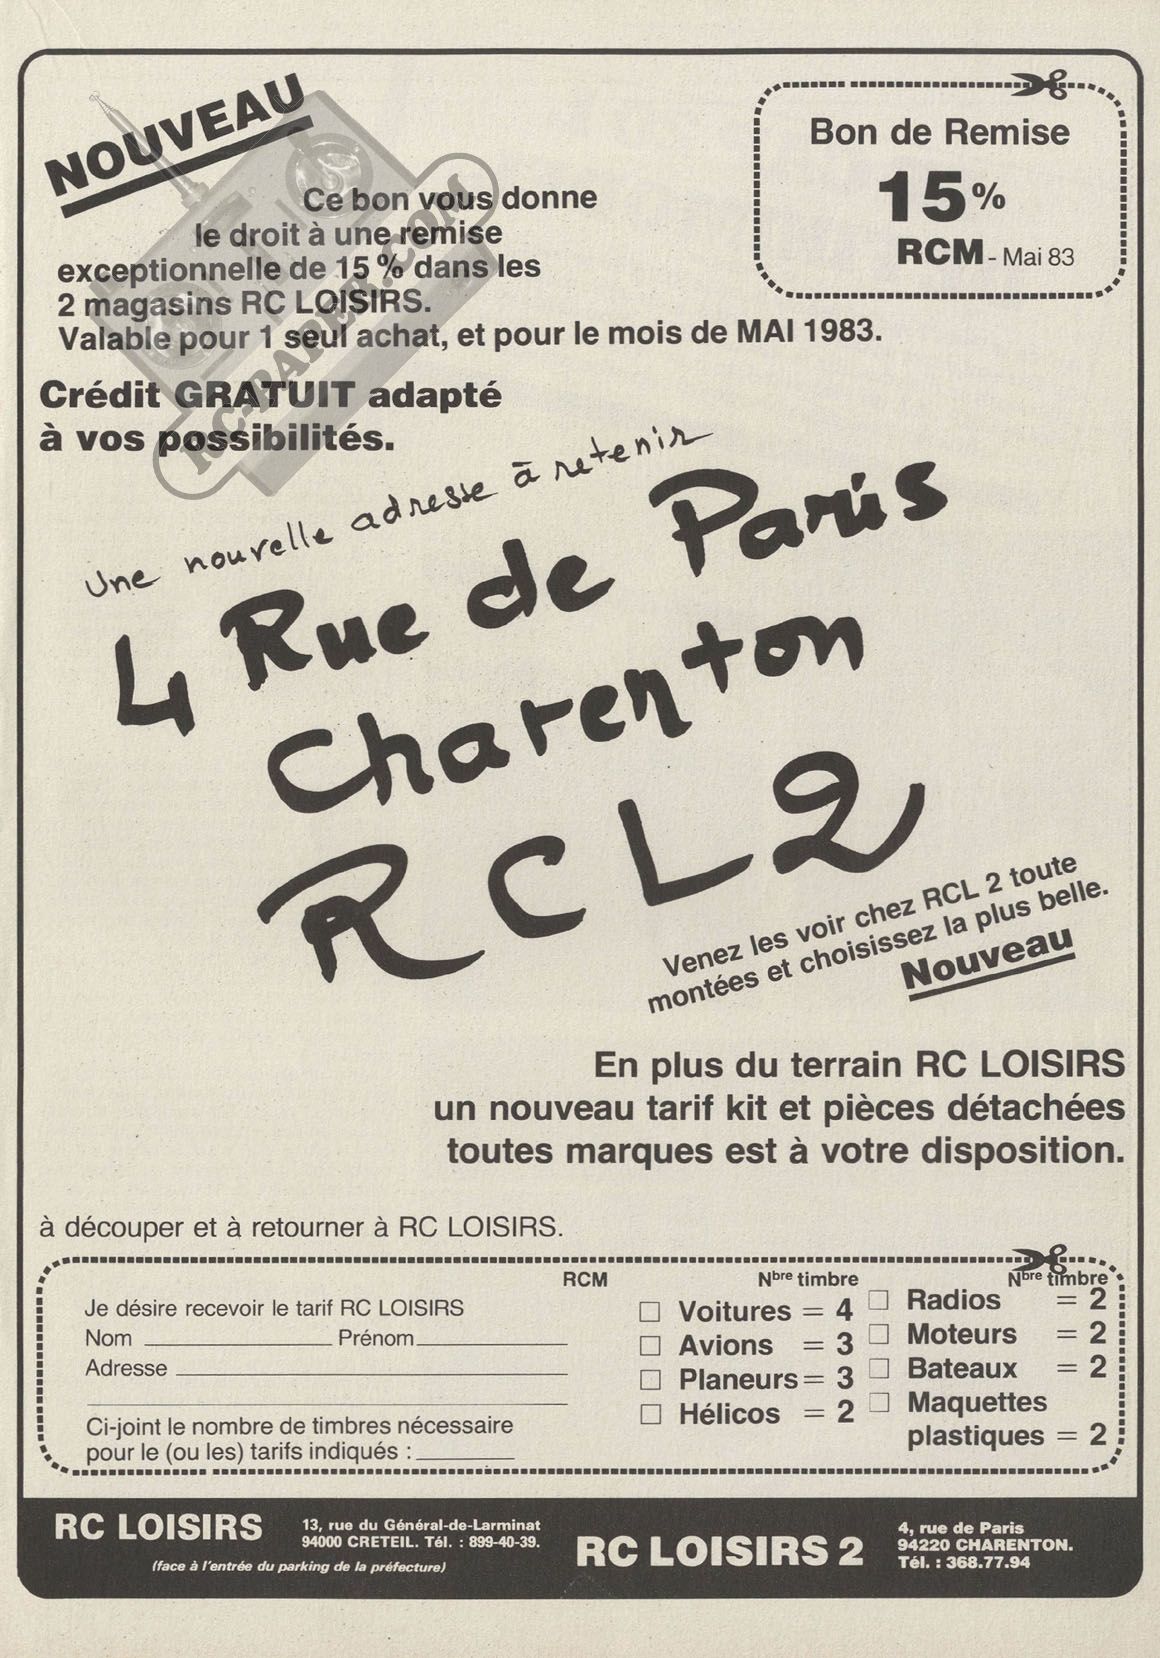 NOUVEAU
Bon de Remise
15%
RCM - Mai 83
Ce bon vous donne
le droit à une remise
exceptionnelle de 15 % dans les
2 magasins RC LOISIRS.
Valable pour 1 seul achat, et pour le mois de MAI 1983.
RC-PAPER.COM
Crédit GRATUIT adapté
à vos possibilités.
Une nouvelle adresse à retenir
4 Rue de Paris
Charenton
RCL2
Venez les voir chez RCL 2 toute
montées et choisissez la plus belle.
Nouveau
En plus du terrain RC LOISIRS
un nouveau tarif kit et pièces détachées
toutes marques est à votre disposition.
à découper et à retourner à RC LOISIRS.
RCM
Je désire recevoir le tarif RC LOISIRS
Nom Prénom
Adresse
Ci-joint le nombre de timbres nécessaire
pour le (ou les) tarifs indiqués :
Nbre timbre
Voitures = 4
Avions = 3
Planeurs = 3
Hélicos = 2
Nbre timbre
Radios = 2
Moteurs = 2
Bateaux = 2
Maquettes
plastiques = 2
RC LOISIRS
13, rue du Général-de-Larminat
94000 CRETEIL. Tél. : 899-40-39.
(face à l'entrée du parking de la préfecture)
RC LOISIRS 2
4, rue de Paris
94220 CHARENTON.
Tél. : 368.77.94